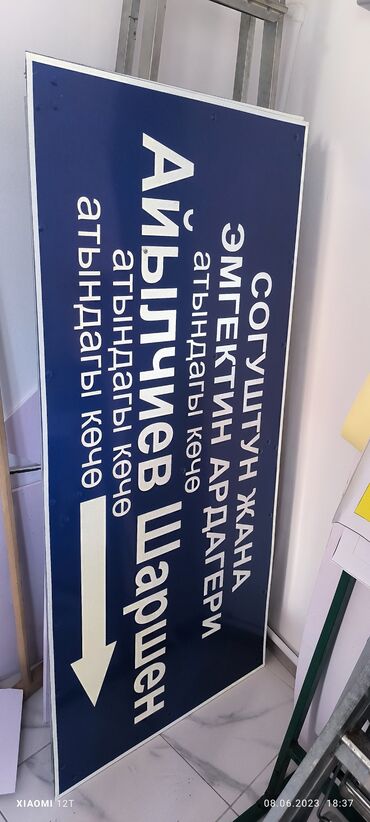 СОГУШТУН ЖАНА
ЭМГЕКТИН АРДАГЕРИ
атындагы көчө
Айылчиев Шаршен
атындагы көчө
атындагы көчө
XIAOMI 12T
08.06.2023 18:37